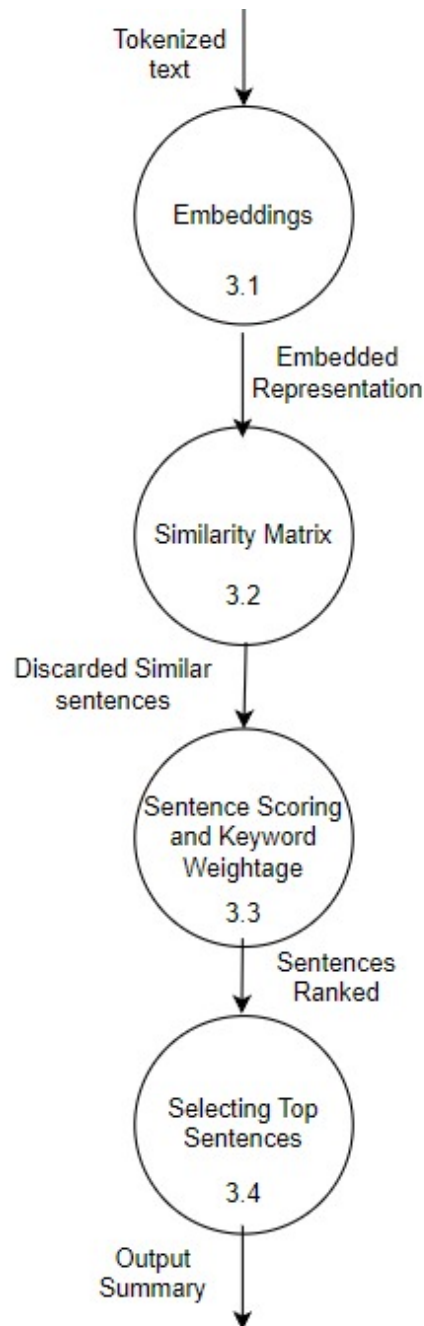 Tokenized
text
Embeddings
3.1
Embedded
Representation
Similarity Matrix
3.2
Discarded Similar
sentences
Sentence Scoring
and Keyword
Weightage
3.3
Sentences
Ranked
Selecting Top
Sentences
3.4
Output
Summary